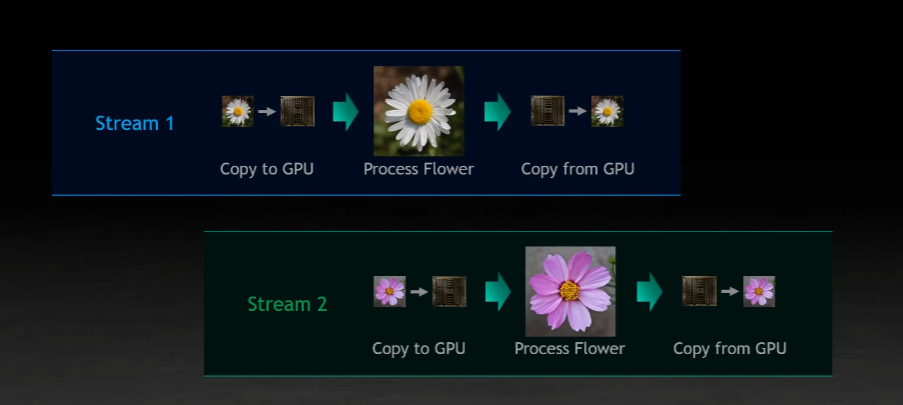 Stream 1
Copy to GPU
Process Flower
Copy from GPU
Stream 2
Copy to GPU
Process Flower
Copy from GPU